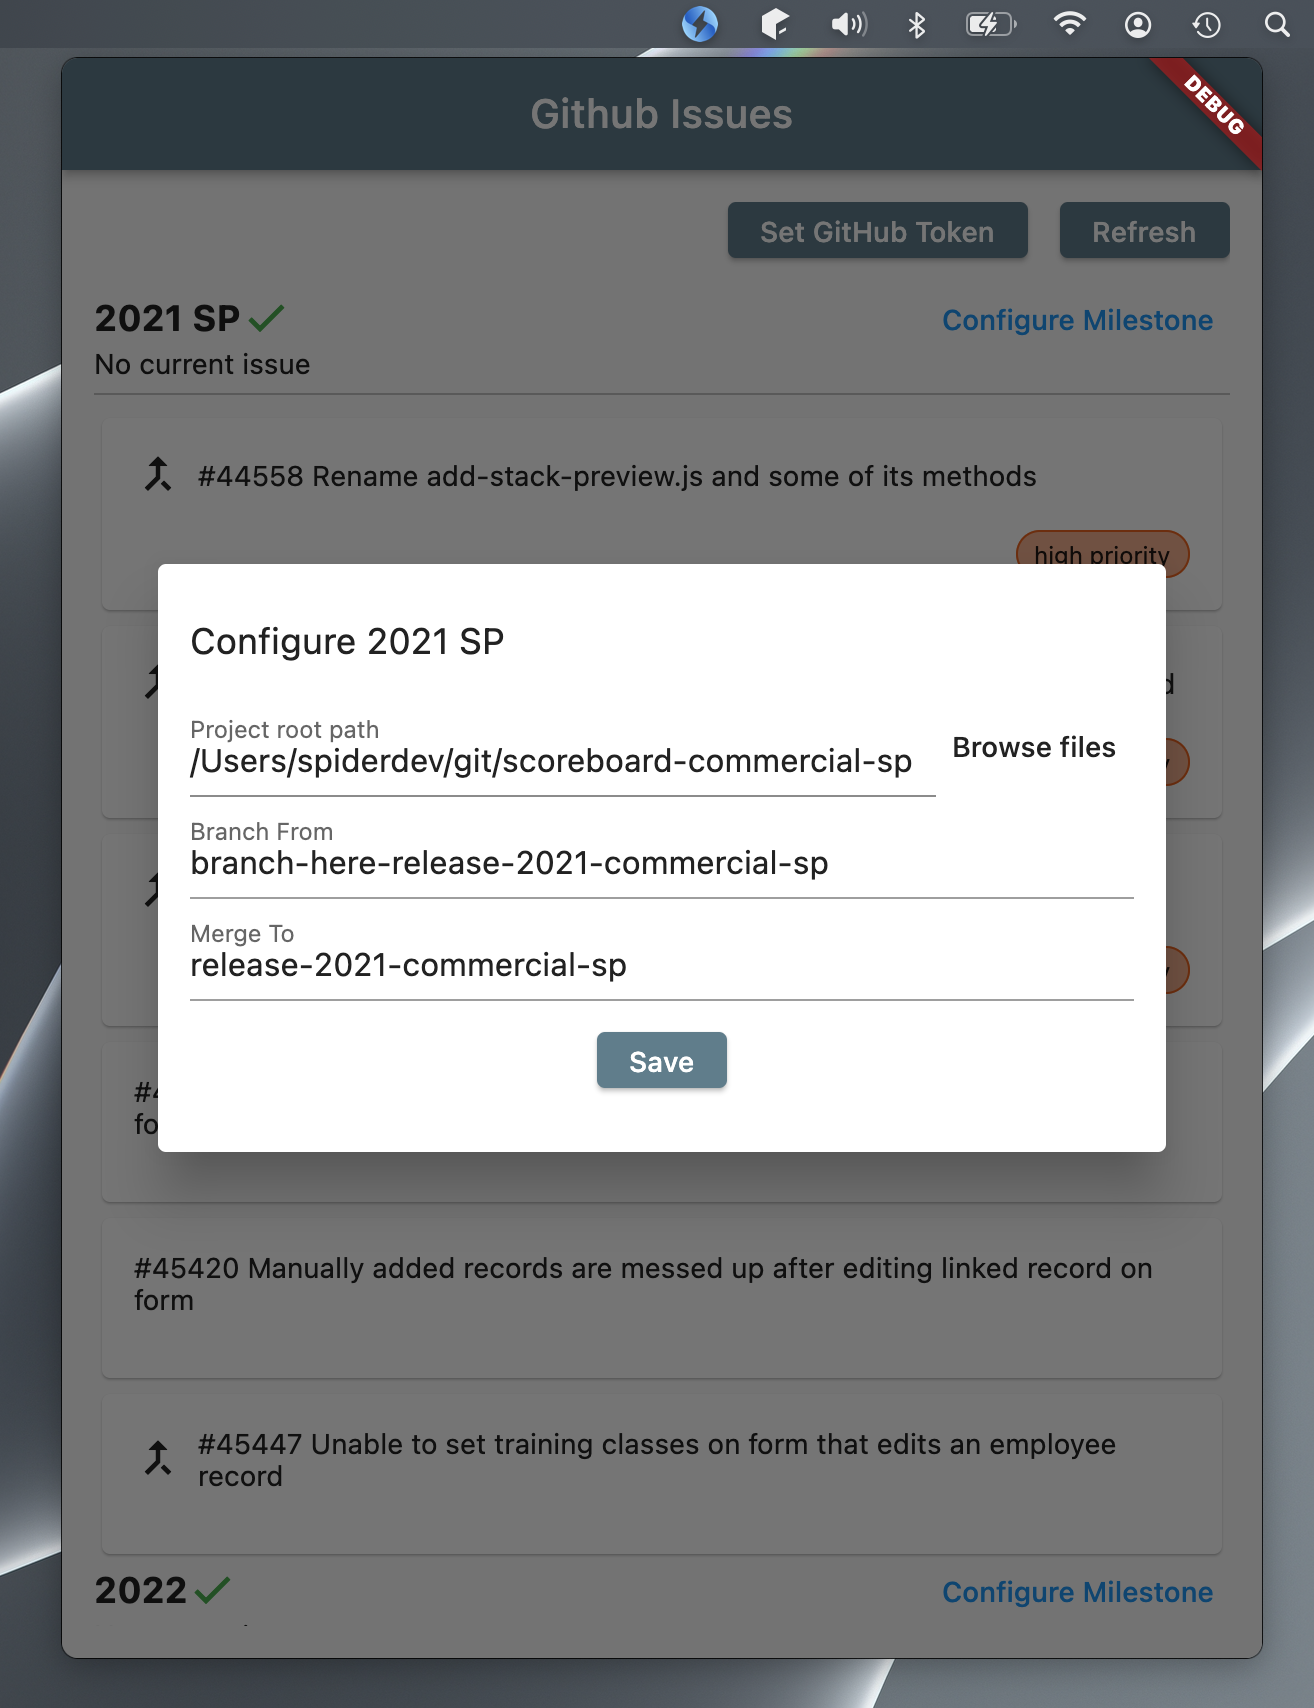 Github Issues
DEBUG
Set GitHub Token
Refresh
2021 SP
Configure Milestone
No current issue
#44558 Rename add-stack-preview.js and some of its methods
high priority
Configure 2021 SP
Project root path
/Users/spiderdev/git/scoreboard-commercial-sp
Browse files
Branch From
branch-here-release-2021-commercial-sp
Merge To
release-2021-commercial-sp
Save
#45420 Manually added records are messed up after editing linked record on
form
#45447 Unable to set training classes on form that edits an employee
record
2022
Configure Milestone